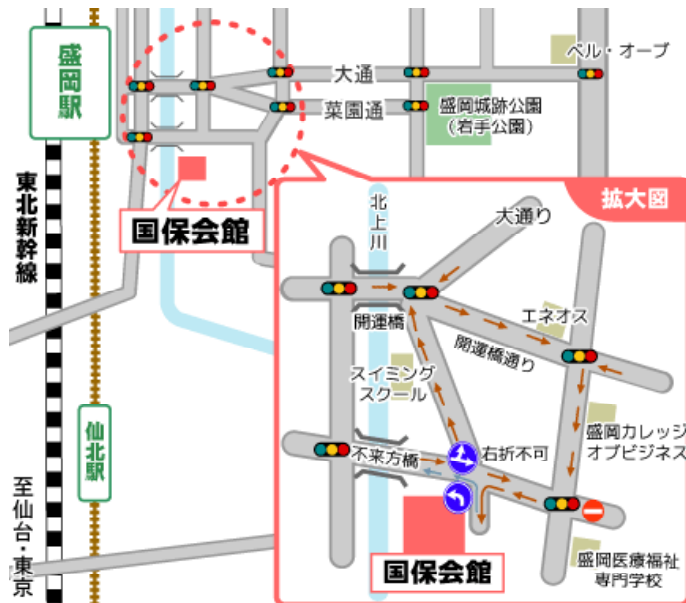 盛岡駅
大通
菜園通
ベル・オーブ
盛岡城跡公園
(岩手公園)
東北新幹線
国保会館
仙北駅
至仙台・東京
拡大図
北上川
大通り
開運橋
エネオス
開運橋通り
スイミング
スクール
盛岡カレッジ
オブビジネス
不来方橋
右折不可
国保会館
盛岡医療福祉
専門学校